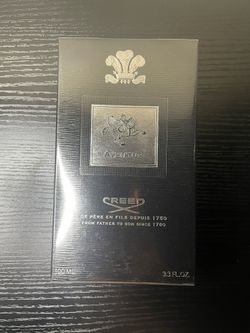 AVENTUS
CREED
DE PÈRE EN FILS DEPUIS 1760
FROM FATHER TO SON SINCE 1760
100 ML
3.3 FL.OZ.